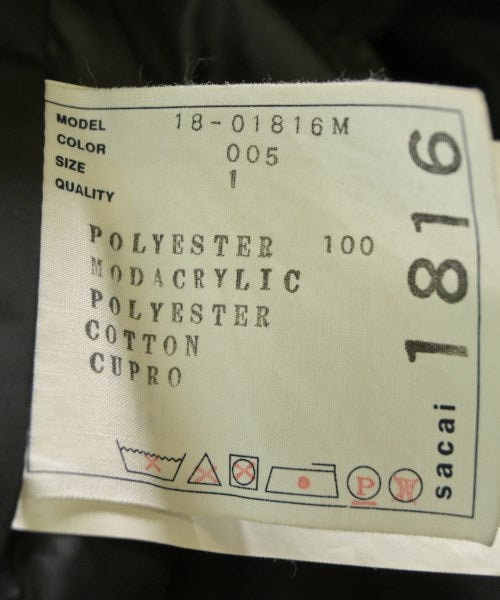 MODEL 18-01816M
COLOR 005
SIZE 1
QUALITY
POLYESTER 100
MODACRYLIC
POLYESTER
COTTON
CUPRO
P W
sacai 1816